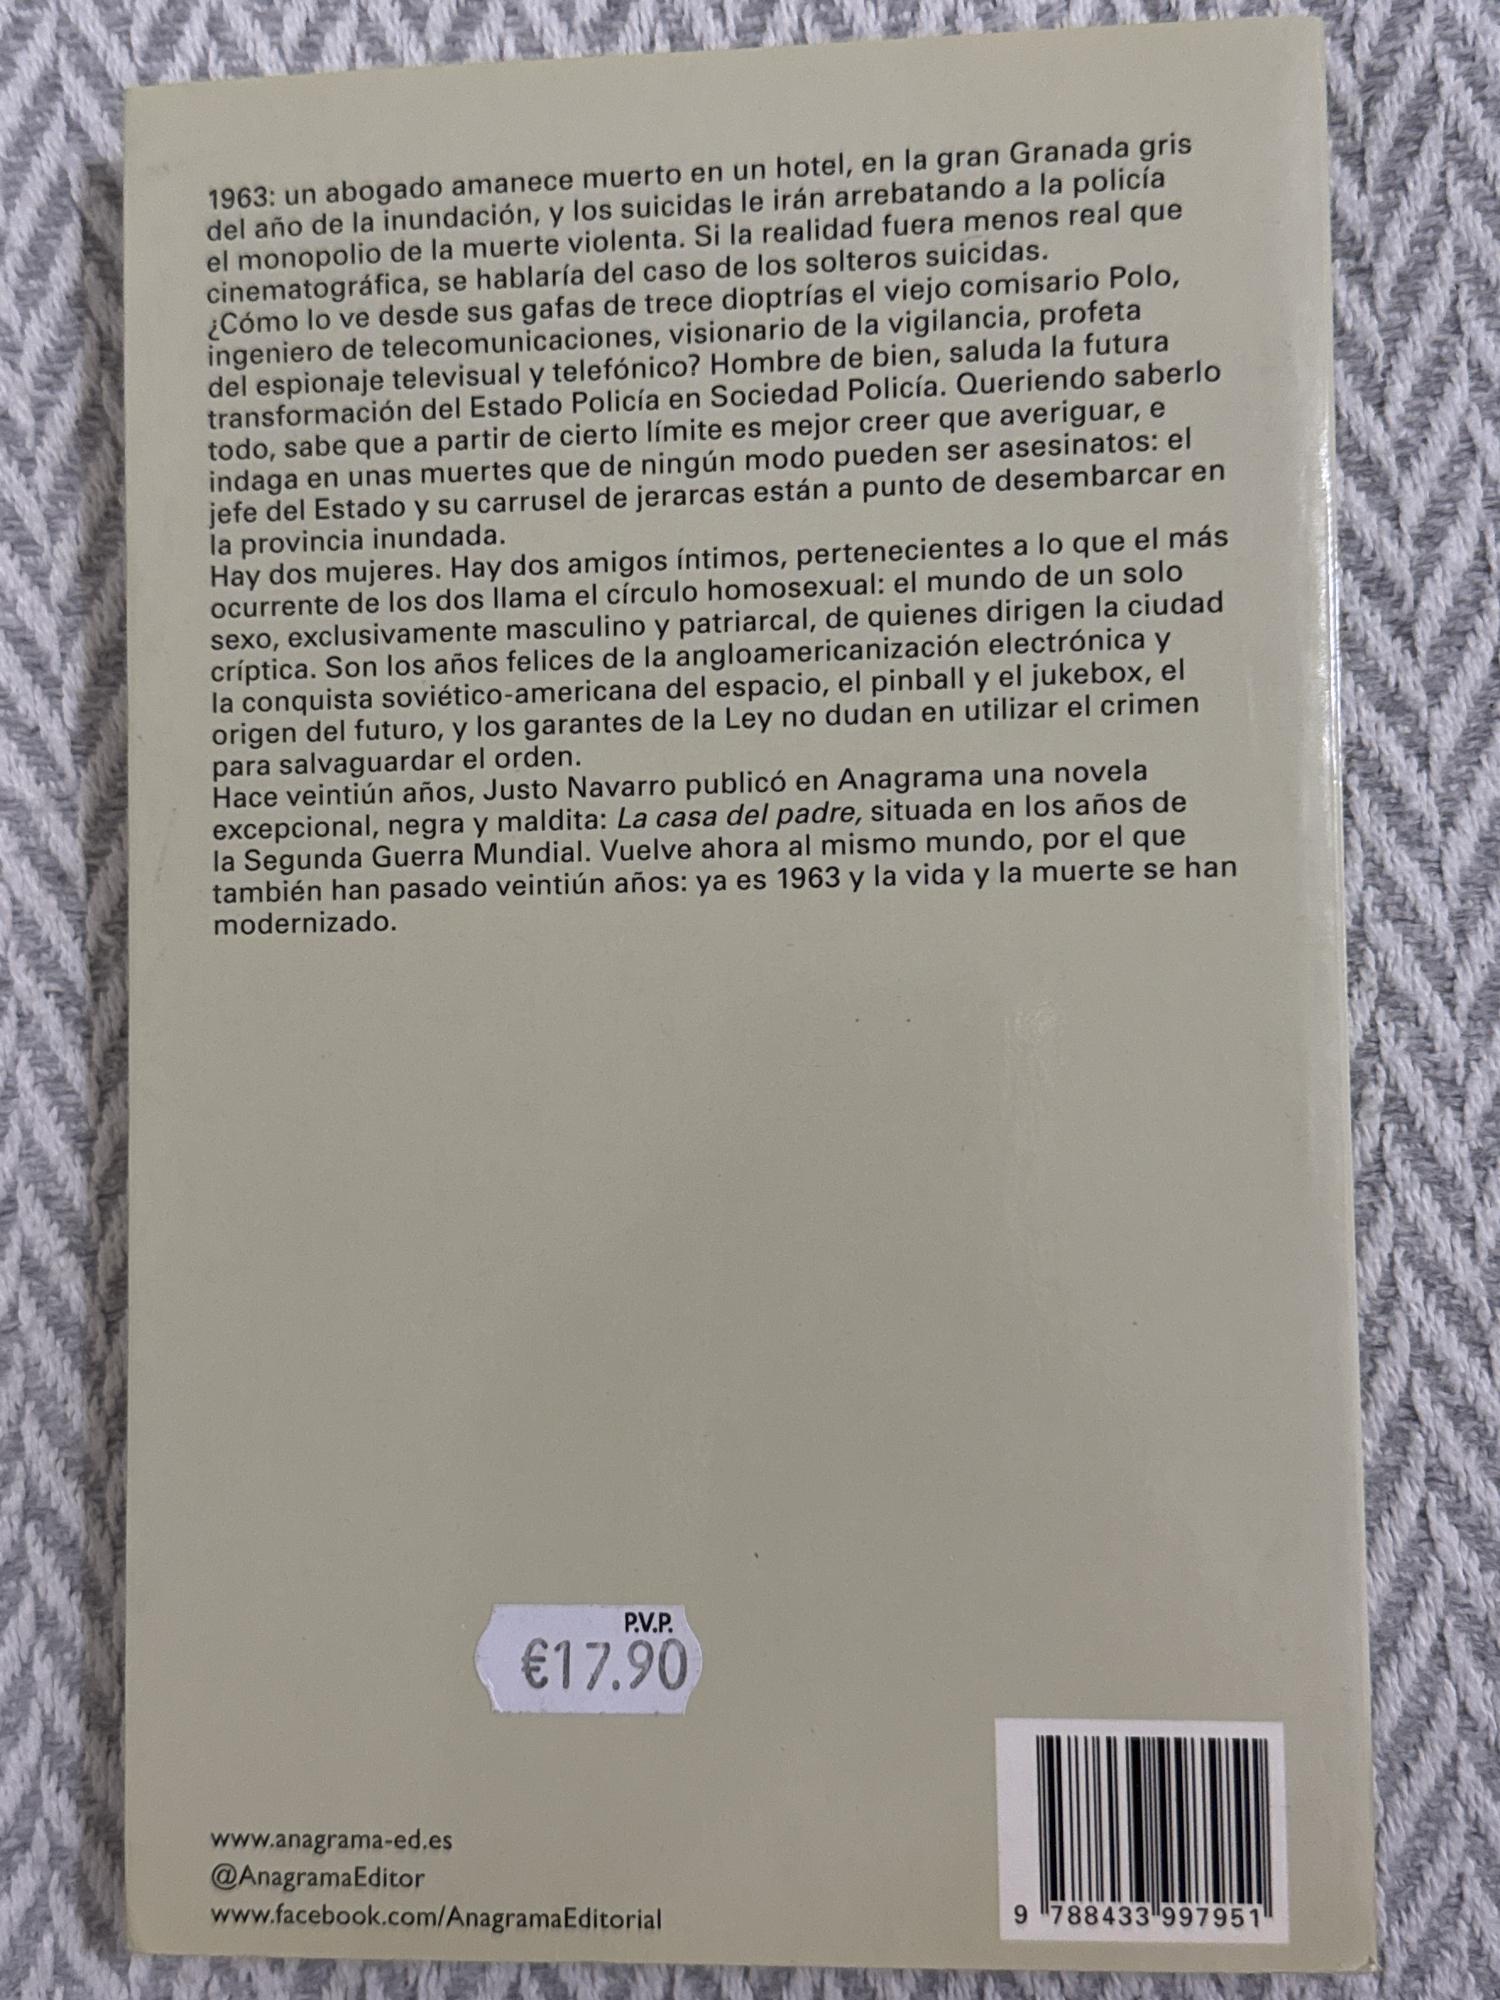 1963: un abogado amanece muerto en un hotel, en la gran Granada gris
del año de la inundación, y los suicidas le irán arrebatando a la policía
el monopolio de la muerte violenta. Si la realidad fuera menos real que
cinematográfica, se hablaría del caso de los solteros suicidas.
¿Cómo lo ve desde sus gafas de trece dioptrías el viejo comisario Polo,
ingeniero de telecomunicaciones, visionario de la vigilancia, profeta
del espionaje televisual y telefónico? Hombre de bien, saluda la futura
transformación del Estado Policía en Sociedad Policía. Queriendo saberlo
todo, sabe que a partir de cierto límite es mejor creer que averiguar, e
indaga en unas muertes que de ningún modo pueden ser asesinatos: el
jefe del Estado y su carrusel de jerarcas están a punto de desembarcar en
la provincia inundada.
Hay dos mujeres. Hay dos amigos íntimos, pertenecientes a lo que el más
ocurrente de los dos llama el círculo homosexual: el mundo de un solo
sexo, exclusivamente masculino y patriarcal, de quienes dirigen la ciudad
críptica. Son los años felices de la angloamericanización electrónica y
la conquista soviético-americana del espacio, el pinball y el jukebox, el
origen del futuro, y los garantes de la Ley no dudan en utilizar el crimen
para salvaguardar el orden.
Hace veintiún años, Justo Navarro publicó en Anagrama una novela
excepcional, negra y maldita: La casa del padre, situada en los años de
la Segunda Guerra Mundial. Vuelve ahora al mismo mundo, por el que
también han pasado veintiún años: ya es 1963 y la vida y la muerte se han
modernizado.
P.V.P.
€17.90
www.anagrama-ed.es
@AnagramaEditor
www.facebook.com/AnagramaEditorial
9 788433 997951